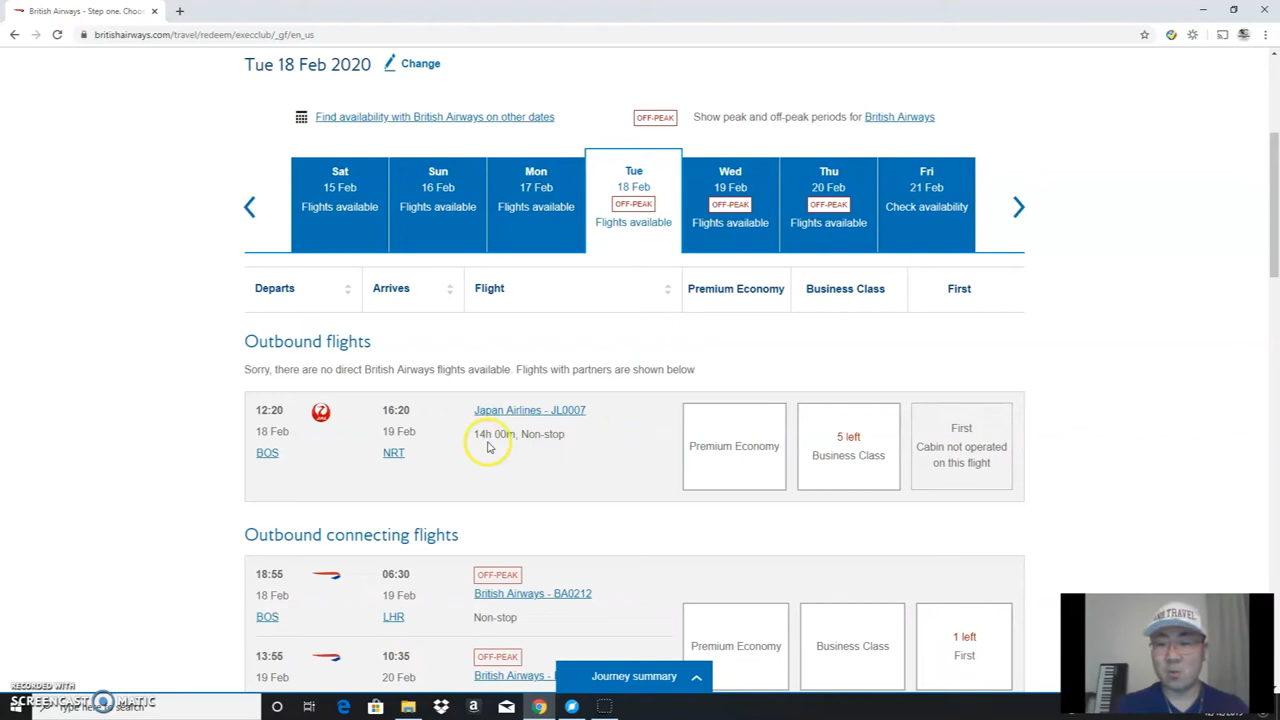 British Airways - Step one. Choo
britishairways.com/travel/redeem/execclub/_gf/en_us
Tue 18 Feb 2020
Change
Find availability with British Airways on other dates
OFF-PEAK
Show peak and off-peak periods for British Airways
Sat
15 Feb
Flights available
Sun
16 Feb
Flights available
Mon
17 Feb
Flights available
Tue
18 Feb
OFF-PEAK
Flights available
Wed
19 Feb
OFF-PEAK
Flights available
Thu
20 Feb
OFF-PEAK
Flights available
Fri
21 Feb
Check availability
Departs
Arrives
Flight
Premium Economy
Business Class
First
Outbound flights
Sorry, there are no direct British Airways flights available. Flights with partners are shown below
12:20
18 Feb
BOS
16:20
19 Feb
NRT
Japan Airlines - JL0007
14h 00m, Non-stop
Premium Economy
5 left
Business Class
First
Cabin not operated
on this flight
Outbound connecting flights
18:55
18 Feb
BOS
06:30
19 Feb
LHR
OFF-PEAK
British Airways - BA0212
Non-stop
13:55
19 Feb
10:35
20 Feb
OFF-PEAK
British Airways -
Premium Economy
Business Class
1 left
First
Journey summary
TRAVEL
RECORDED WITH
SCREENCAST MATIC
Type here to search